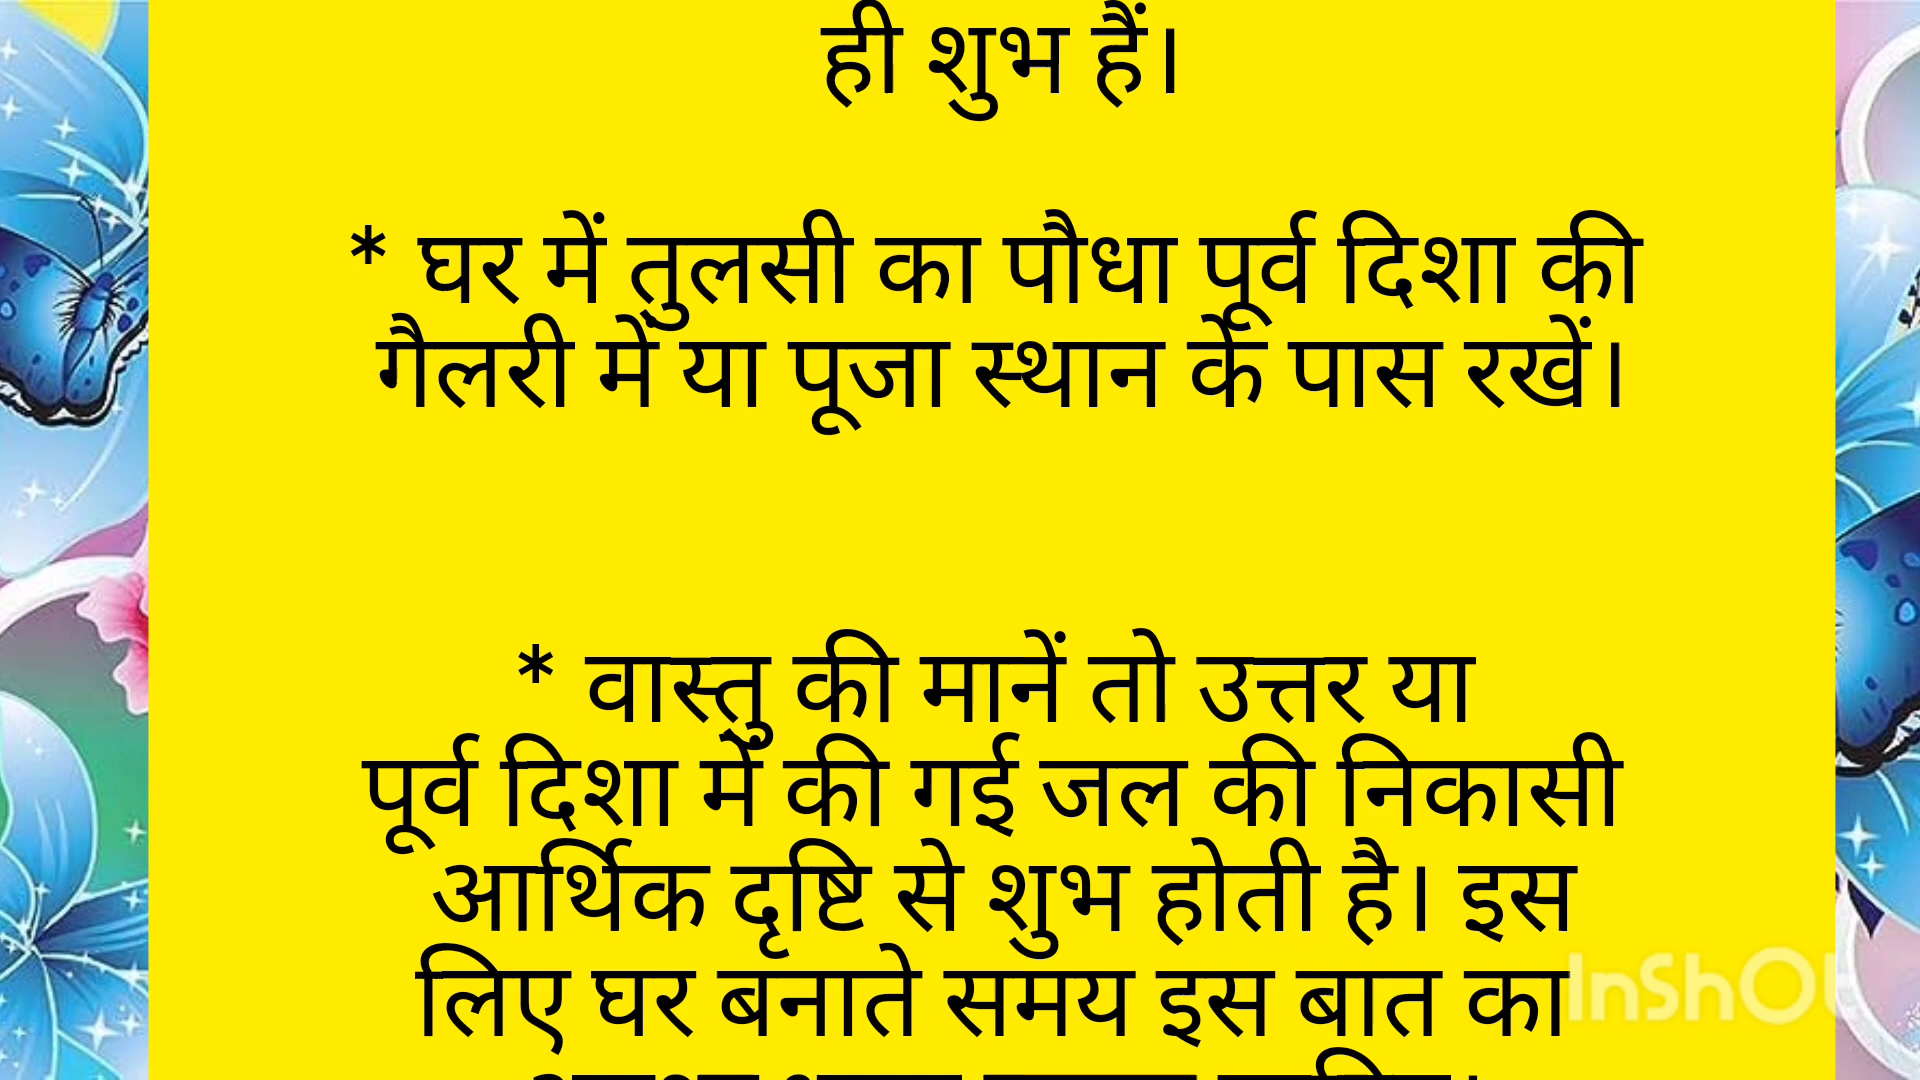 ही शुभ हैं।
* घर में तुलसी का पौधा पूर्व दिशा की
गैलरी में या पूजा स्थान के पास रखें।
* वास्तु की मानें तो उत्तर या
पूर्व दिशा में की गई जल की निकासी
आर्थिक दृष्टि से शुभ होती है। इस
लिए घर बनाते समय इस बात का
InShOt